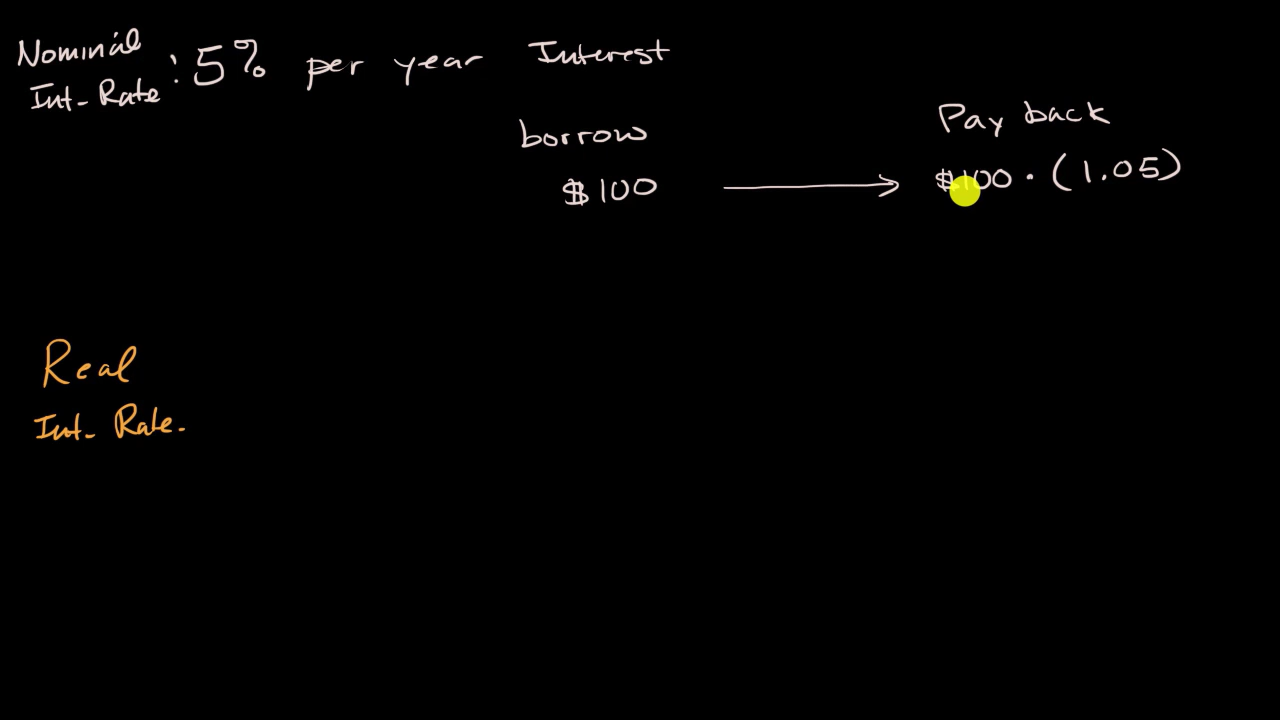 Nominal
Int. Rate : 5% per year Interest
borrow
$100
Pay back
$100 · (1.05)
Real
Int. Rate.